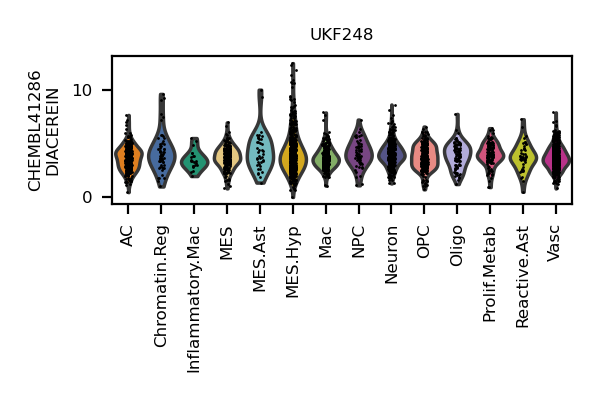 UKF248
CHEMBL41286
DIACEREIN
10
0
AC
Chromatin.Reg
Inflammatory.Mac
MES
MES.Ast
MES.Hyp
Mac
NPC
Neuron
OPC
Oligo
Prolif.Metab
Reactive.Ast
Vasc